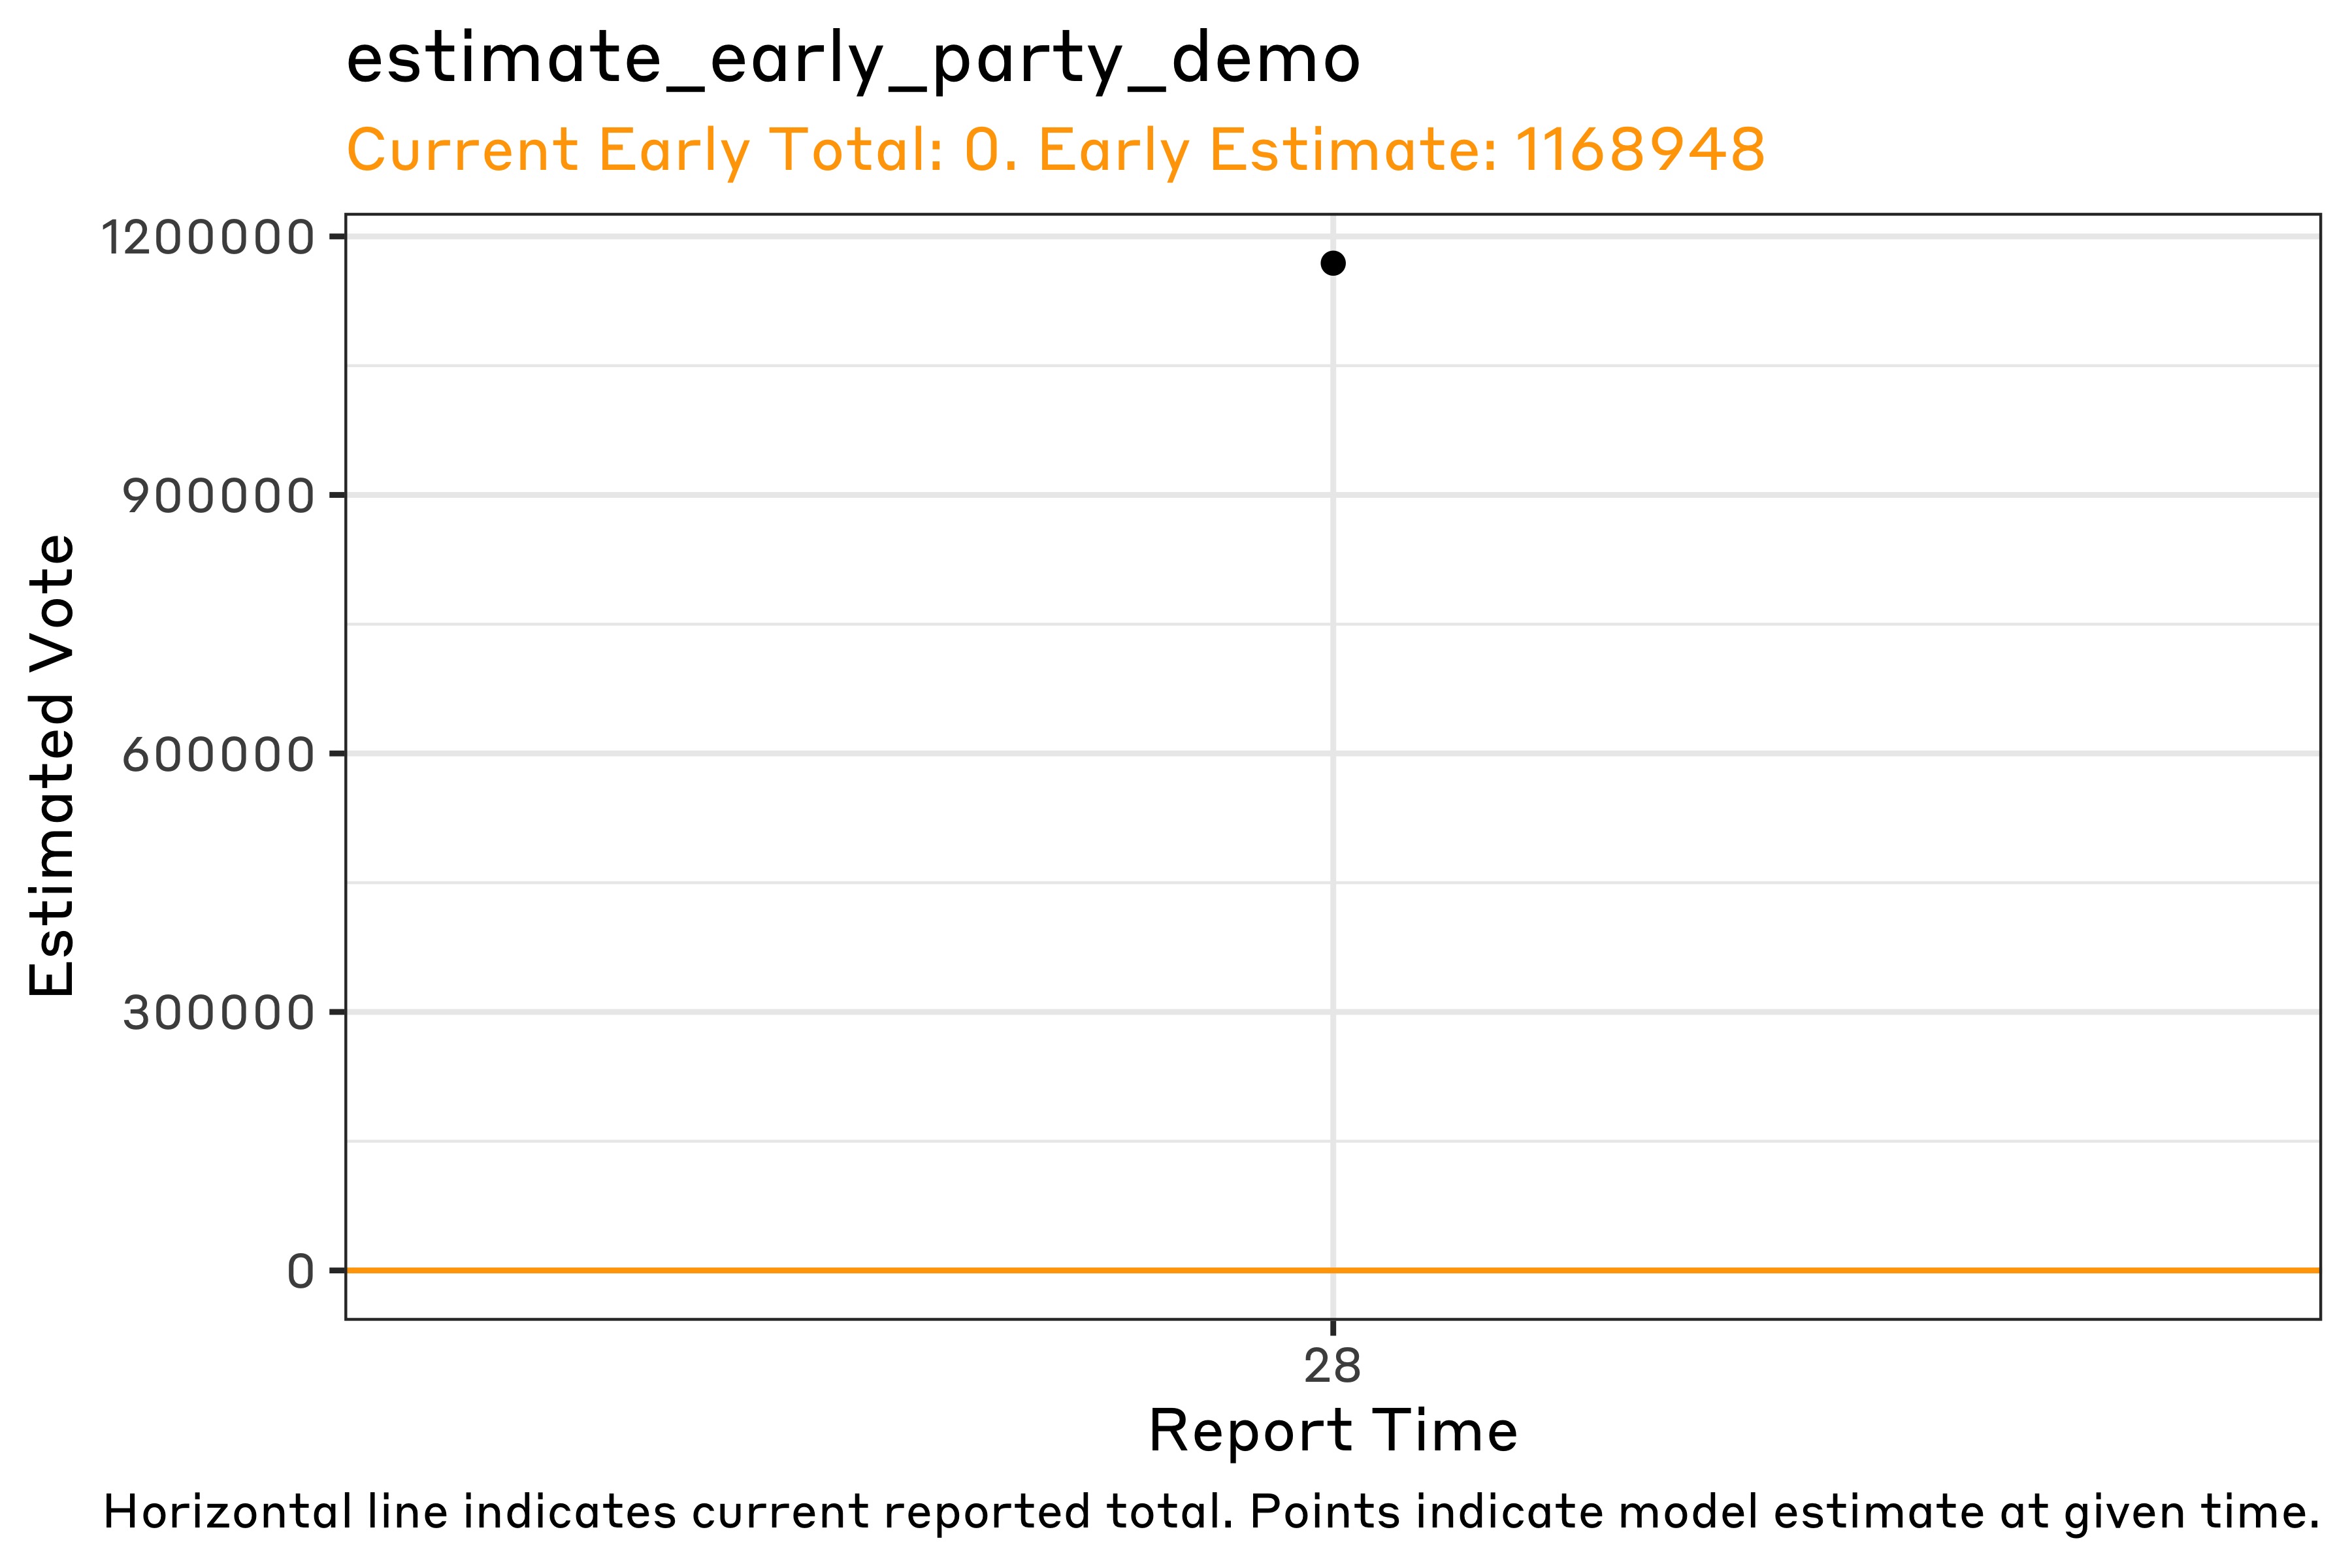 estimate_early_party_demo
Current Early Total: 0. Early Estimate: 1168948
1200000
900000
600000
300000
0
Estimated Vote
28
Report Time
Horizontal line indicates current reported total. Points indicate model estimate at given time.